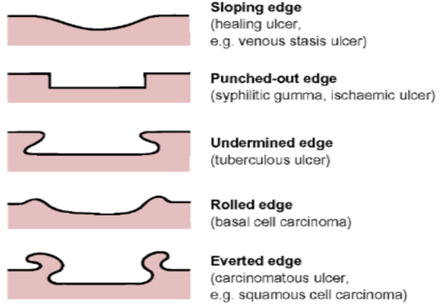 Sloping edge
(healing ulcer,
e.g. venous stasis ulcer)
Punched-out edge
(syphilitic gumma, ischaemic ulcer)
Undermined edge
(tuberculous ulcer)
Rolled edge
(basal cell carcinoma)
Everted edge
(carcinomatous ulcer,
e.g. squamous cell carcinoma)